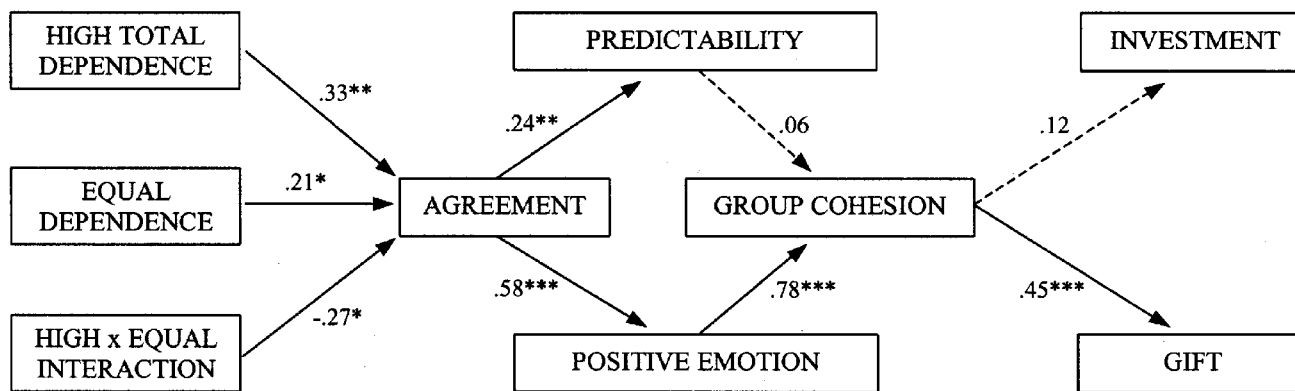 HIGH TOTAL
DEPENDENCE
PREDICTABILITY
INVESTMENT
.33**
.24**
.06
.12
EQUAL
DEPENDENCE
.21*
AGREEMENT
GROUP COHESION
-.27*
.58***
.78***
.45***
HIGH x EQUAL
INTERACTION
POSITIVE EMOTION
GIFT